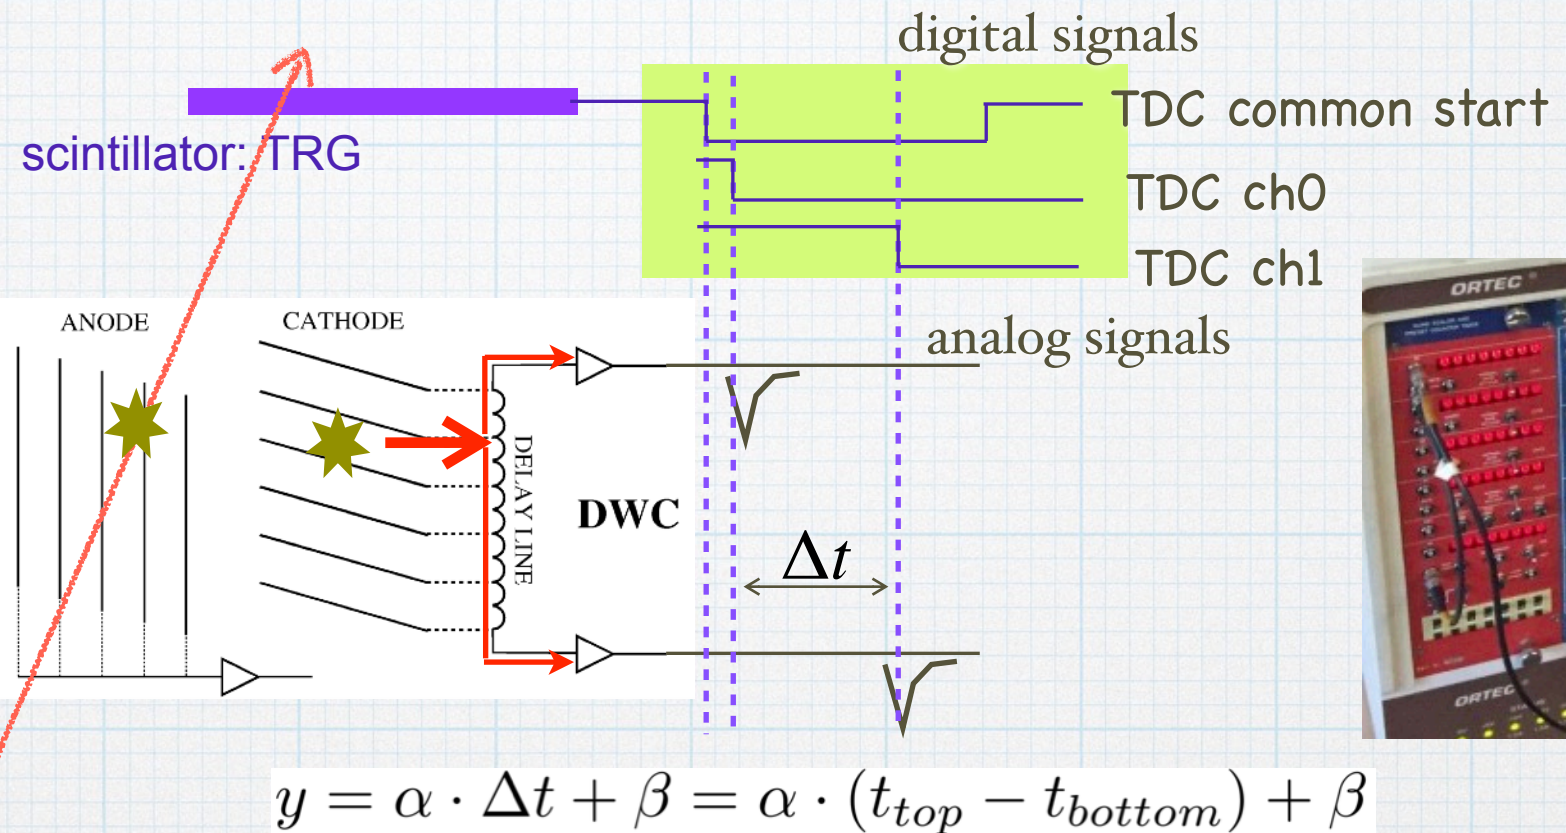 digital signals
TDC common start
scintillator: TRG
TDC ch0
TDC ch1
ORTEC
ANODE
CATHODE
analog signals
DELAY LINE
DWC
Δt
ORTEC
y = α · Δt + β = α · (t_top − t_bottom) + β